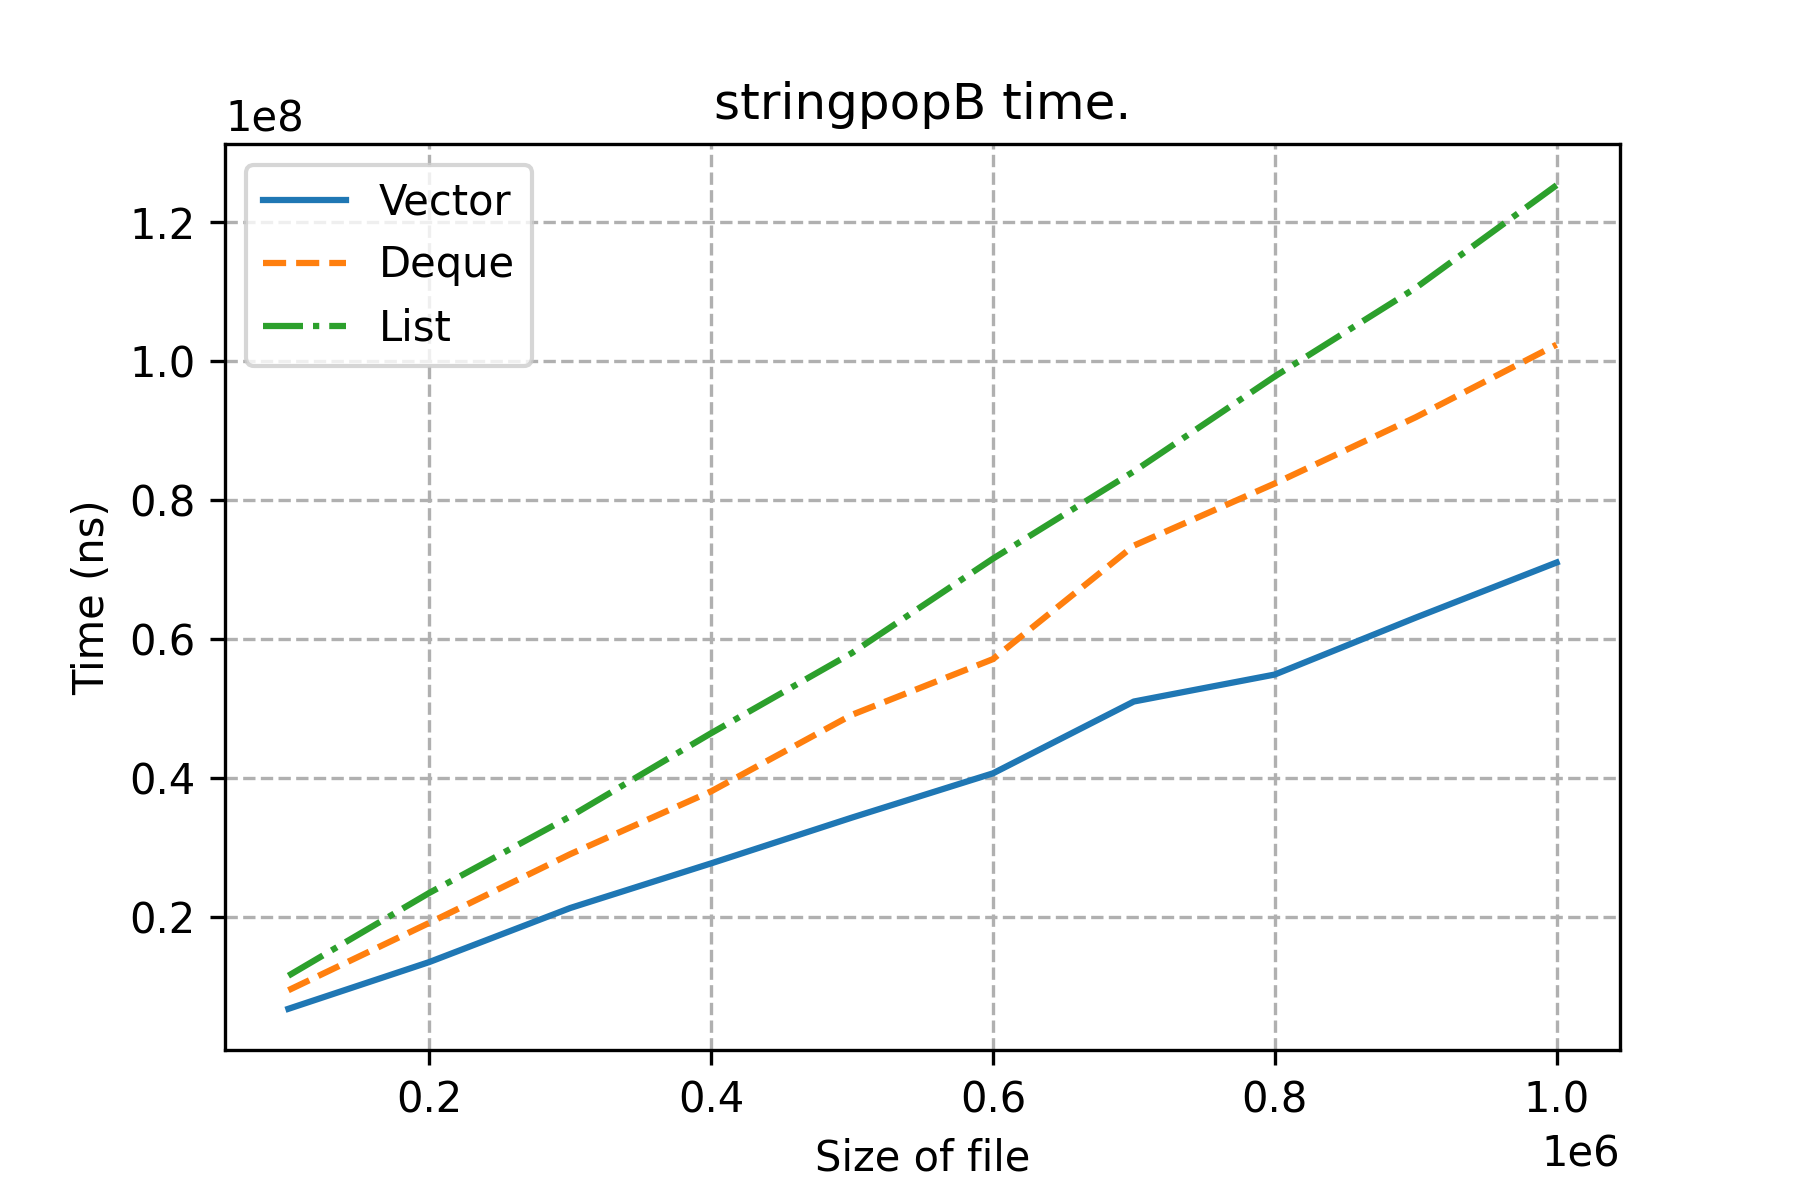 stringpopB time.
1e8
Vector
Deque
List
1.2
1.0
0.8
0.6
0.4
0.2
Time (ns)
0.2 0.4 0.6 0.8 1.0
Size of file
1e6